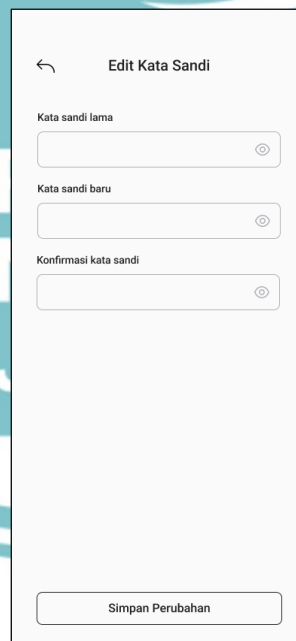 Edit Kata Sandi
Kata sandi lama
Kata sandi baru
Konfirmasi kata sandi
Simpan Perubahan